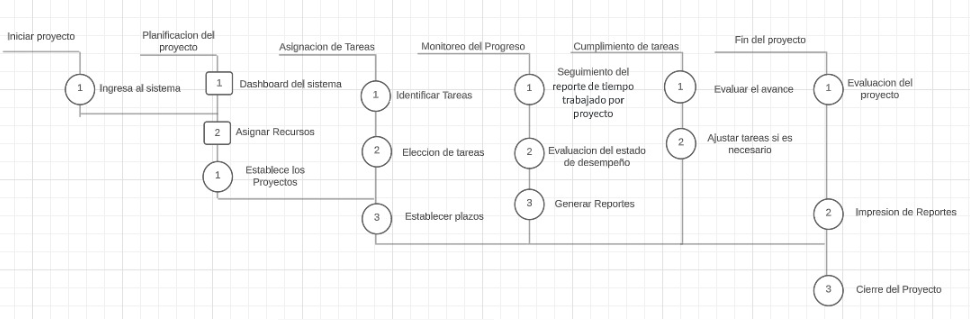 Iniciar proyecto
1
Ingresa al sistema
Planificacion del
proyecto
1
Dashboard del sistema
2
Asignar Recursos
1
Establece los
Proyectos
Asignacion de Tareas
1
Identificar Tareas
2
Eleccion de tareas
3
Establecer plazos
Monitoreo del Progreso
1
Seguimiento del
reporte de tiempo
trabajado por
proyecto
2
Evaluacion del estado
de desempeño
3
Generar Reportes
Cumplimiento de tareas
1
Evaluar el avance
2
Ajustar tareas si es
necesario
Fin del proyecto
1
Evaluacion del
proyecto
2
Impresion de Reportes
3
Cierre del Proyecto